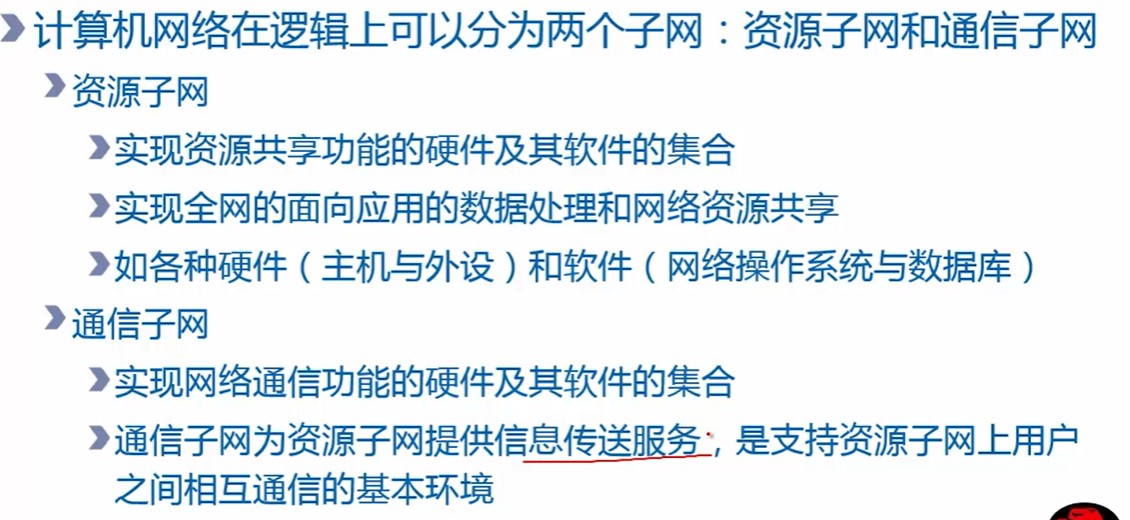 计算机网络在逻辑上可以分为两个子网：资源子网和通信子网
资源子网
实现资源共享功能的硬件及其软件的集合
实现全网的面向应用的数据处理和网络资源共享
如各种硬件（主机与外设）和软件（网络操作系统与数据库）
通信子网
实现网络通信功能的硬件及其软件的集合
通信子网为资源子网提供信息传送服务，是支持资源子网上用户
之间相互通信的基本环境